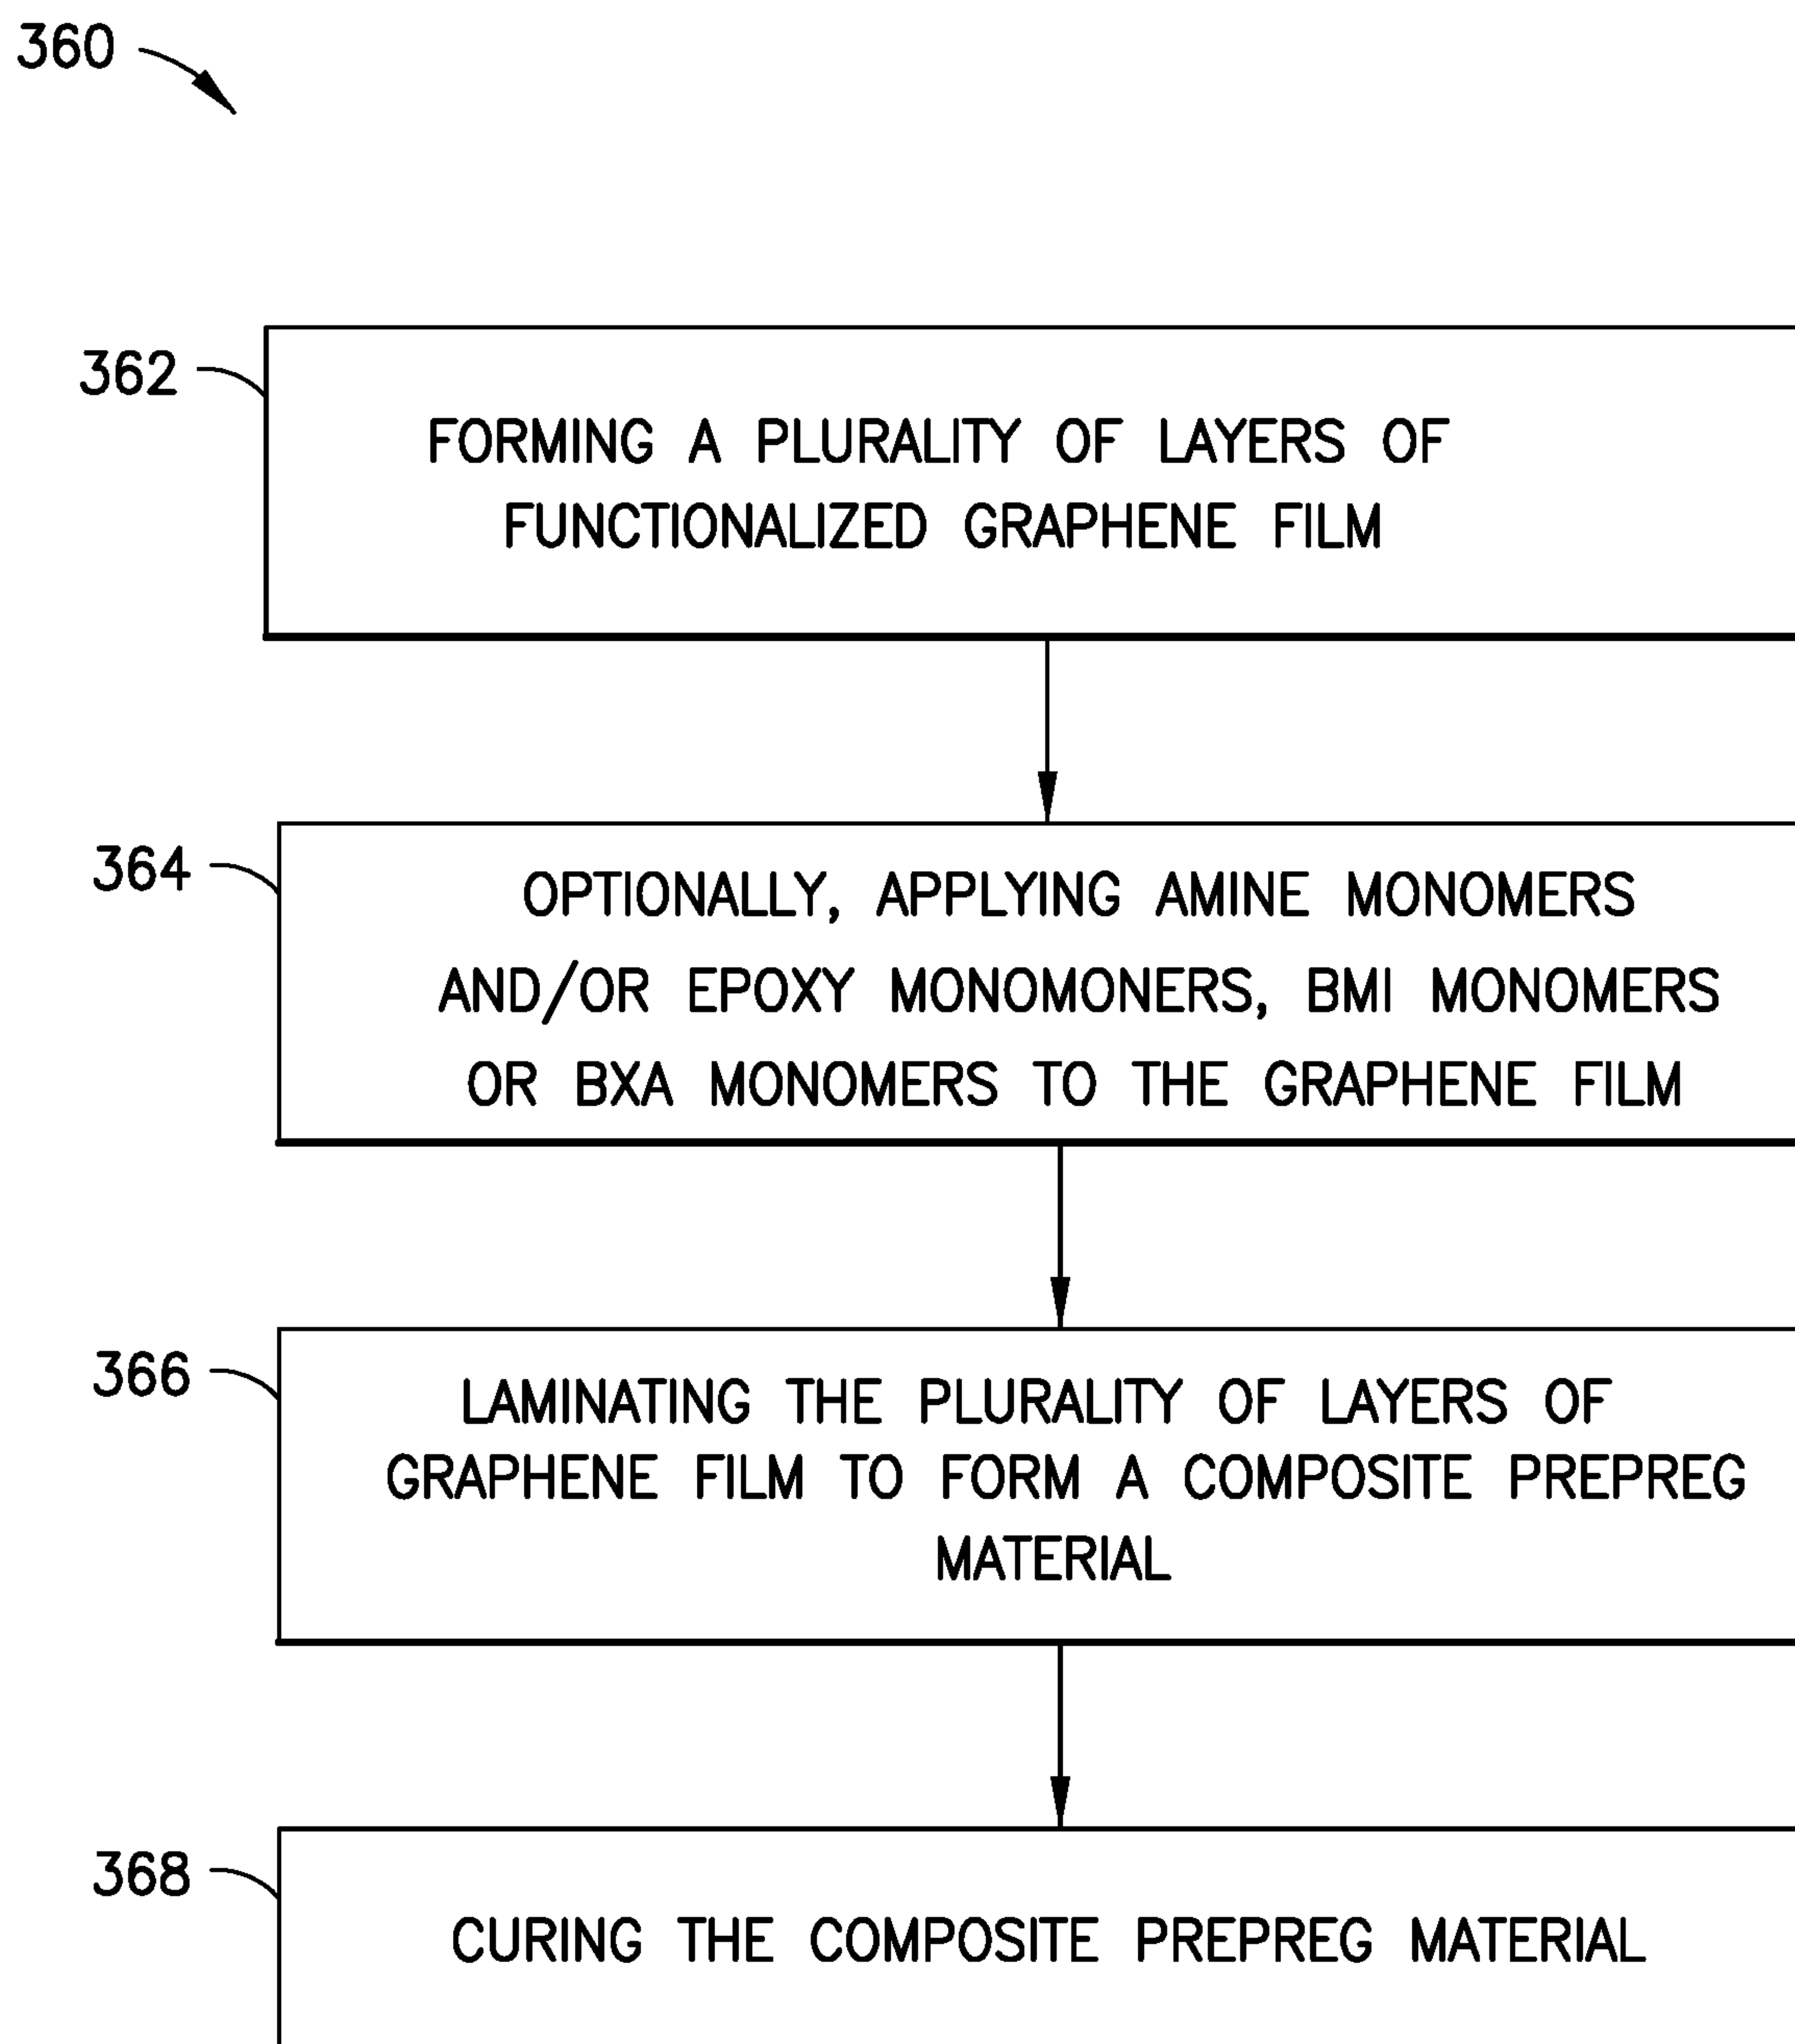 360
362
FORMING A PLURALITY OF LAYERS OF
FUNCTIONALIZED GRAPHENE FILM
364
OPTIONALLY, APPLYING AMINE MONOMERS
AND/OR EPOXY MONOMONERS, BMI MONOMERS
OR BXA MONOMERS TO THE GRAPHENE FILM
366
LAMINATING THE PLURALITY OF LAYERS OF
GRAPHENE FILM TO FORM A COMPOSITE PREPREG
MATERIAL
368
CURING THE COMPOSITE PREPREG MATERIAL